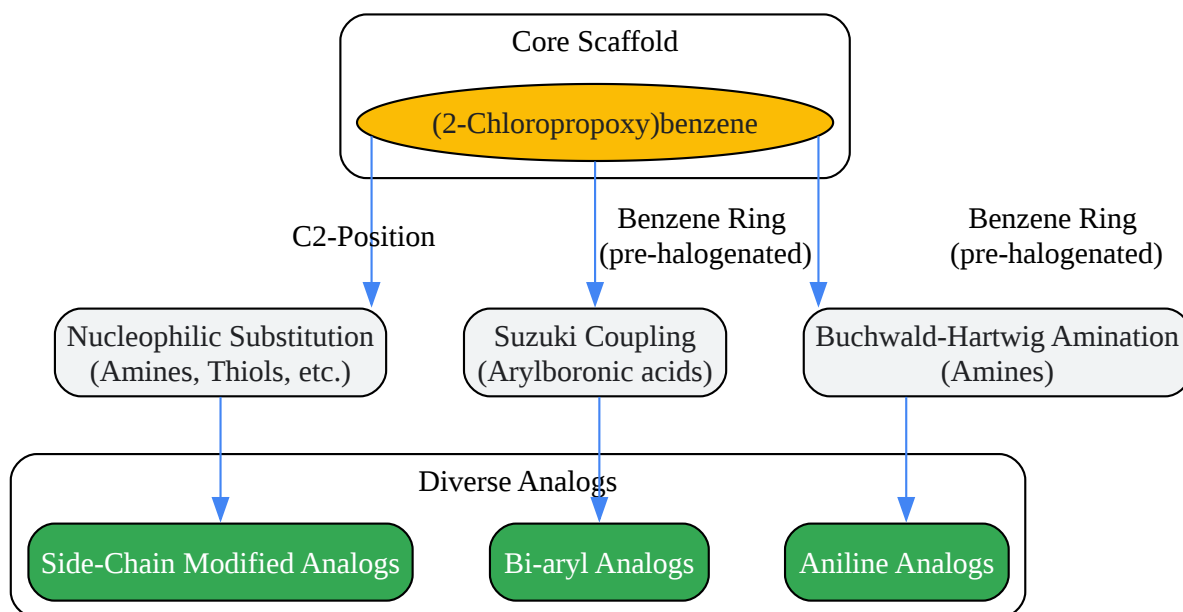 Core Scaffold
(2-Chloropropoxy)benzene
C2-Position
Benzene Ring
(pre-halogenated)
Benzene Ring
(pre-halogenated)
Nucleophilic Substitution
(Amines, Thiols, etc.)
Suzuki Coupling
(Arylboronic acids)
Buchwald-Hartwig Amination
(Amines)
Diverse Analogs
Side-Chain Modified Analogs
Bi-aryl Analogs
Aniline Analogs